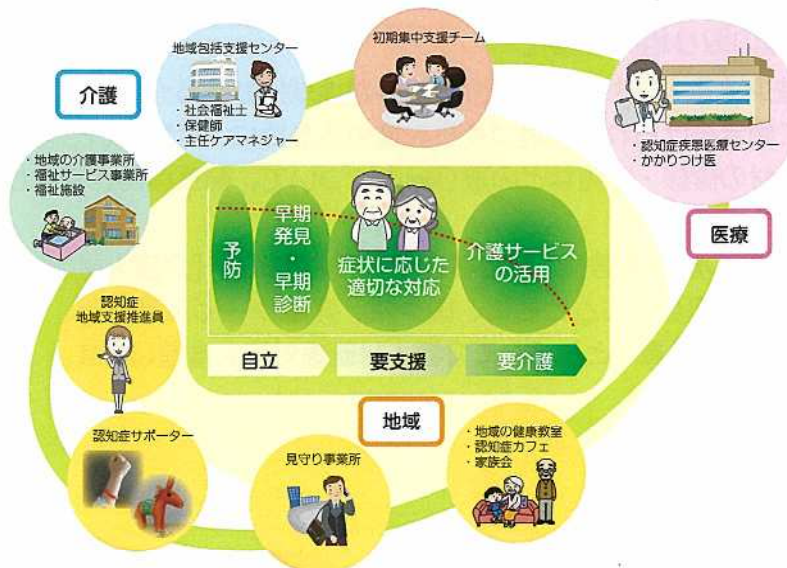 初期集中支援チーム
地域包括支援センター
・社会福祉士
・保健師
・主任ケアマネジャー
介護
・認知症疾患医療センター
・かかりつけ医
・地域の介護事業所
・福祉サービス事業所
・福祉施設
医療
予防
早期
発見
・
早期
診断
症状に応じた
適切な対応
介護サービス
の活用
認知症
地域支援推進員
自立
要支援
要介護
地域
認知症サポーター
見守り事業所
・地域の健康教室
・認知症カフェ
・家族会